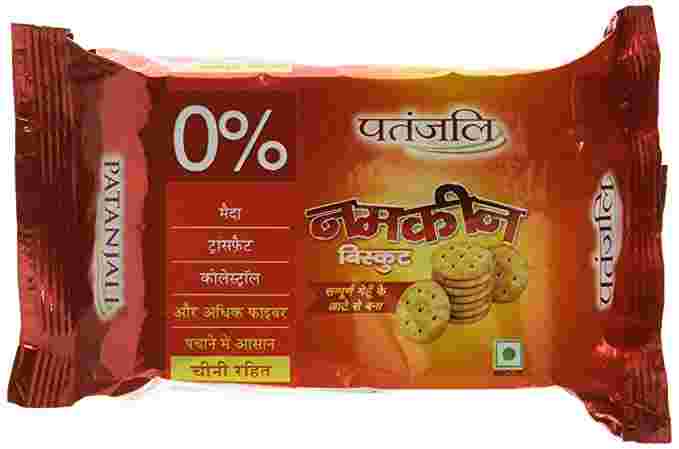 PATANJALI
0%
मैदा
ट्रांसफ़ैट
कोलेस्ट्रॉल
और अधिक फाइबर
पचाने में आसान
चीनी रहित
पतंजलि
नमकीन
बिस्कुट
सम्पूर्ण गेहूँ के
आटे से बना
पतंजलि